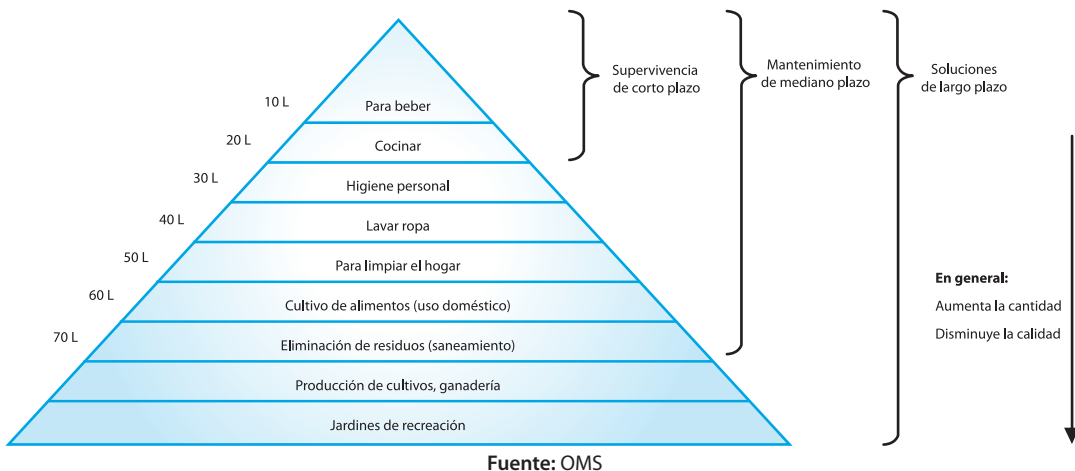 10 L
Para beber
20 L
Cocinar
30 L
Higiene personal
40 L
Lavar ropa
50 L
Para limpiar el hogar
60 L
Cultivo de alimentos (uso doméstico)
70 L
Eliminación de residuos (saneamiento)
Producción de cultivos, ganadería
Jardines de recreación
Supervivencia
de corto plazo
Mantenimiento
de mediano plazo
Soluciones
de largo plazo
En general:
Aumenta la cantidad
Disminuye la calidad
Fuente: OMS